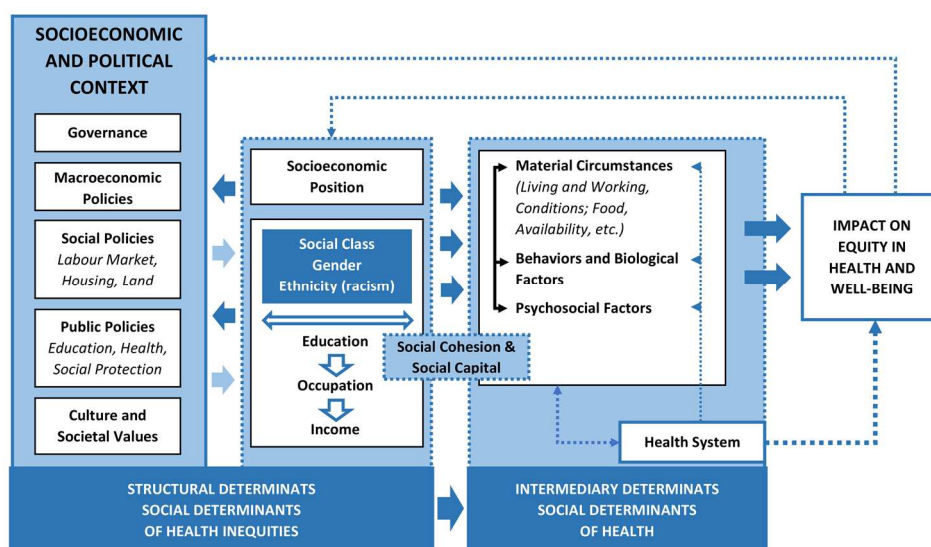 SOCIOECONOMIC
AND POLITICAL
CONTEXT
Governance
Macroeconomic
Policies
Social Policies
Labour Market,
Housing, Land
Public Policies
Education, Health,
Social Protection
Culture and
Societal Values
Socioeconomic
Position
Social Class
Gender
Ethnicity (racism)
Education
Occupation
Income
Social Cohesion &
Social Capital
Material Circumstances
(Living and Working,
Conditions; Food,
Availability, etc.)
Behaviors and Biological
Factors
Psychosocial Factors
Health System
IMPACT ON
EQUITY IN
HEALTH AND
WELL-BEING
STRUCTURAL DETERMINATS
SOCIAL DETERMINANTS
OF HEALTH INEQUITIES
INTERMEDIARY DETERMINATS
SOCIAL DETERMINANTS
OF HEALTH